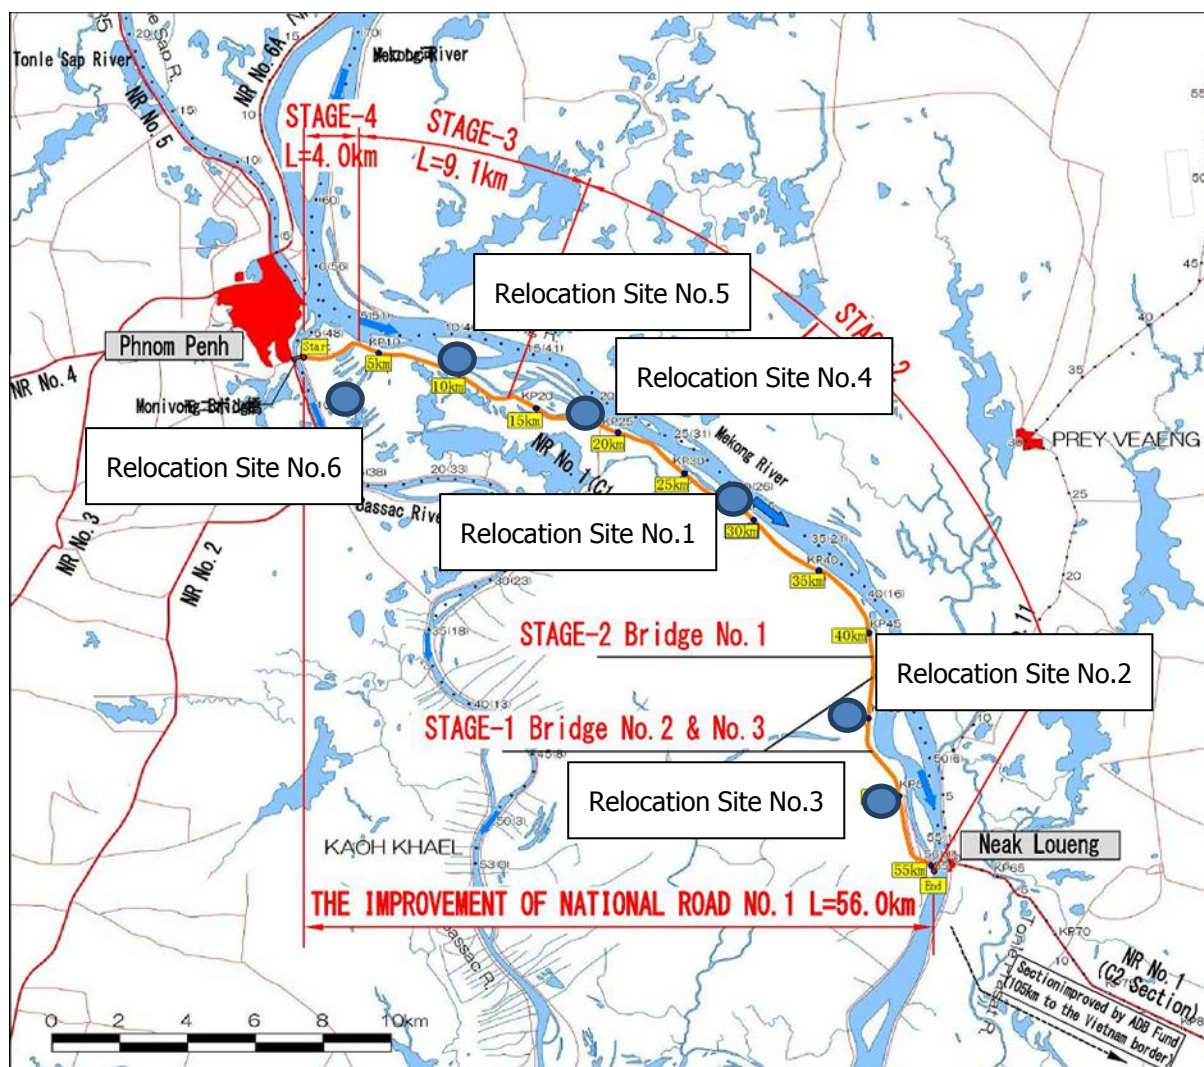 Tonle Sap River
NR No.5
NR No.6A
Mekong River
STAGE-4
L=4.0km
STAGE-3
L=9.1km
Relocation Site No.5
Relocation Site No.4
Phnom Penh
Start
5km
10km
15km
20km
25km
30km
35km
40km
KP10
KP20
KP25
KP30
KP40
KP45
NR No.4
Monivong Bridge
Relocation Site No.6
NR No.3
NR No.2
Bassac River
Relocation Site No.1
NR No.1 (C1
Mekong River
PREY VEAENG
STAGE-2 Bridge No.1
Relocation Site No.2
STAGE-1 Bridge No.2 & No.3
Relocation Site No.3
KAOH KHAEL
Neak Loueng
55km
End
KP65
KP70
THE IMPROVEMENT OF NATIONAL ROAD NO.1 L=56.0km
Bassac R.
NR No.1
(C2 Section)
Section improved by ADB Fund
(105km to the Vietnam border)
0 2 4 6 8 10km